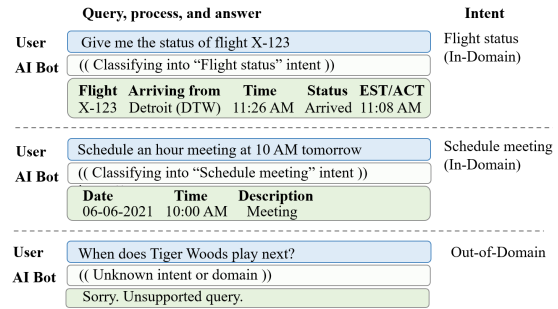 Query, process, and answer Intent
User Give me the status of flight X-123 Flight status
AI Bot (( Classifying into “Flight status” intent )) (In-Domain)
Flight Arriving from Time Status EST/ACT
X-123 Detroit (DTW) 11:26 AM Arrived 11:08 AM
User Schedule an hour meeting at 10 AM tomorrow Schedule meeting
AI Bot (( Classifying into “Schedule meeting” intent )) (In-Domain)
Date Time Description
06-06-2021 10:00 AM Meeting
User When does Tiger Woods play next? Out-of-Domain
AI Bot (( Unknown intent or domain ))
Sorry. Unsupported query.